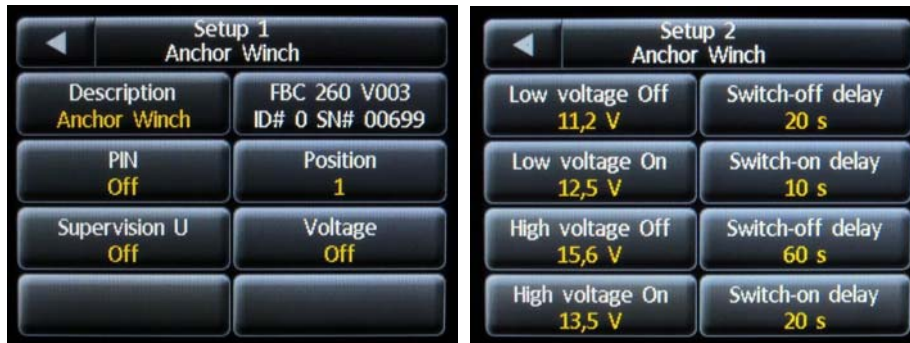 Setup 1
Anchor Winch
Description
Anchor Winch
FBC 260 V003
ID# 0 SN# 00699
PIN
Off
Position
1
Supervision U
Off
Voltage
Off
Setup 2
Anchor Winch
Low voltage Off
11,2 V
Switch-off delay
20 s
Low voltage On
12,5 V
Switch-on delay
10 s
High voltage Off
15,6 V
Switch-off delay
60 s
High voltage On
13,5 V
Switch-on delay
20 s